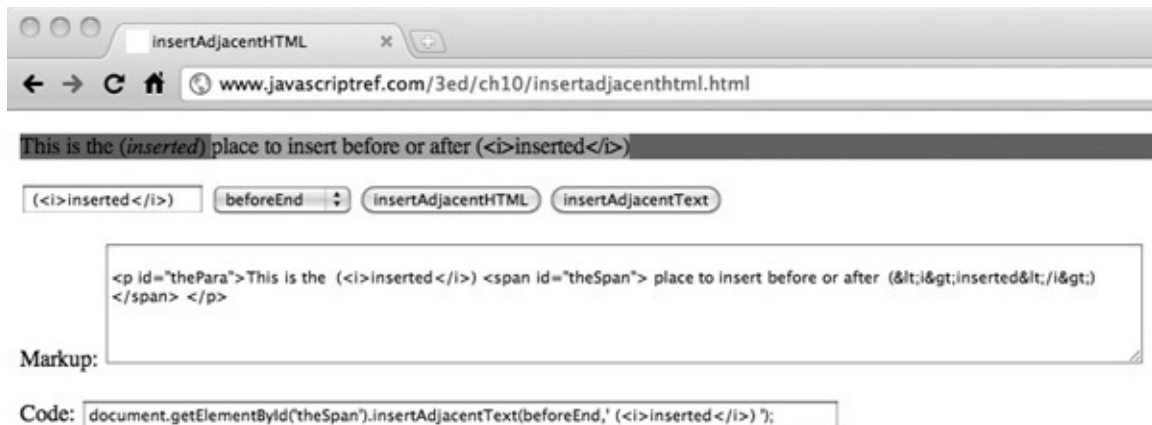 insertAdjacentHTML
www.javascriptref.com/3ed/ch10/insertadjacenthtml.html
This is the (inserted) place to insert before or after (<i>inserted</i>)
(<i>inserted</i>) beforeEnd insertAdjacentHTML insertAdjacentText
<p id="thePara">This is the (<i>inserted</i>) <span id="theSpan"> place to insert before or after (&lt;i&gt;inserted&lt;/i&gt;)
</span> </p>
Markup:
Code: document.getElementById('theSpan').insertAdjacentText(beforeEnd,' (<i>inserted</i>) ');